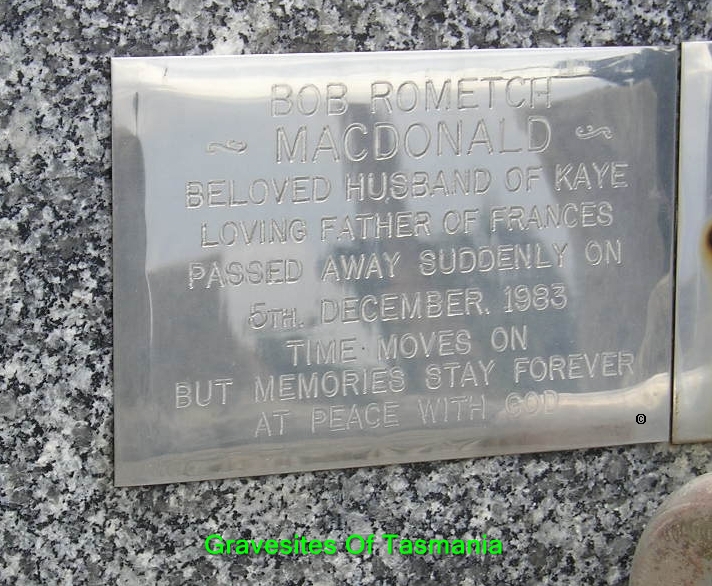 BOB ROMETCH
~ MACDONALD ~
BELOVED HUSBAND OF KAYE
LOVING FATHER OF FRANCES
PASSED AWAY SUDDENLY ON
5TH. DECEMBER. 1983
TIME MOVES ON
BUT MEMORIES STAY FOREVER
AT PEACE WITH GOD
©
Gravesites Of Tasmania